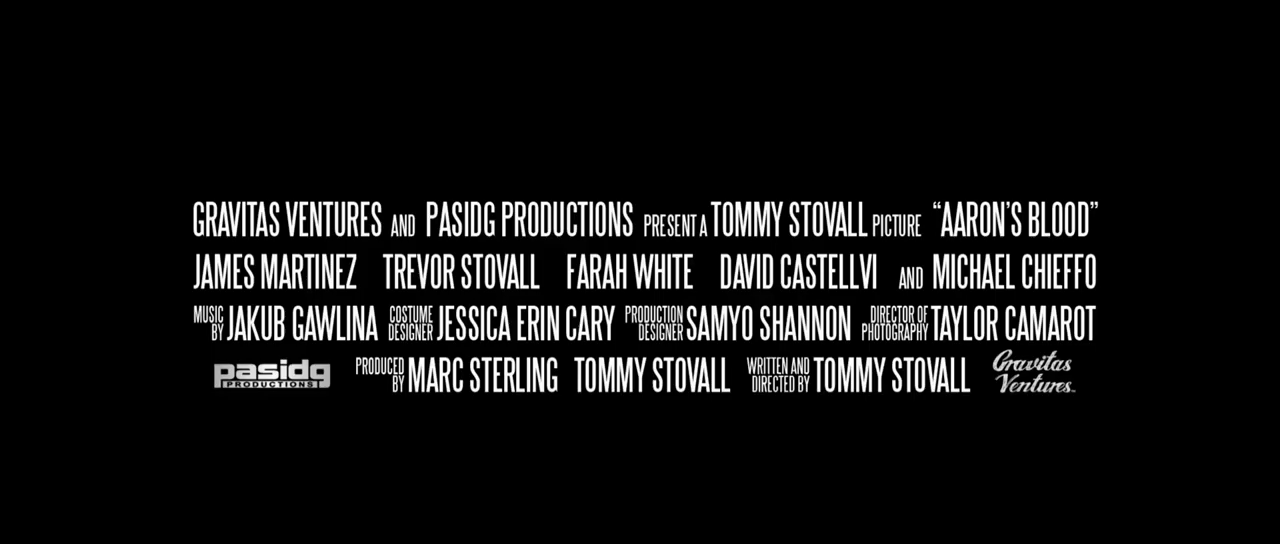 GRAVITAS VENTURES AND PASIDG PRODUCTIONS PRESENT A TOMMY STOVALL PICTURE “AARON’S BLOOD”
JAMES MARTINEZ TREVOR STOVALL FARAH WHITE DAVID CASTELLVI AND MICHAEL CHIEFFO
MUSIC BY JAKUB GAWLINA COSTUME DESIGNER JESSICA ERIN CARY PRODUCTION DESIGNER SAMYO SHANNON DIRECTOR OF PHOTOGRAPHY TAYLOR CAMAROT
pasidg PRODUCTIONS PRODUCED BY MARC STERLING TOMMY STOVALL WRITTEN AND DIRECTED BY TOMMY STOVALL Gravitas Ventures